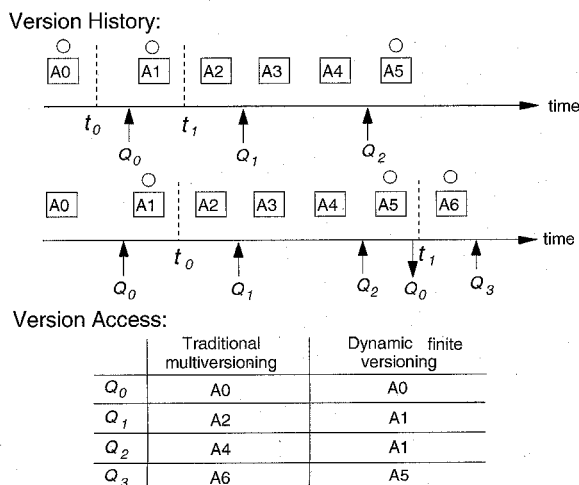 Version History:
A0 A1 A2 A3 A4 A5
time
t0 t1
Q0 Q1 Q2
A0 A1 A2 A3 A4 A5 A6
time
t0 t1
Q0 Q1 Q2 Q0 Q3
Version Access:
Traditional multiversioning Dynamic finite versioning
Q0 A0 A0
Q1 A2 A1
Q2 A4 A1
Q3 A6 A5